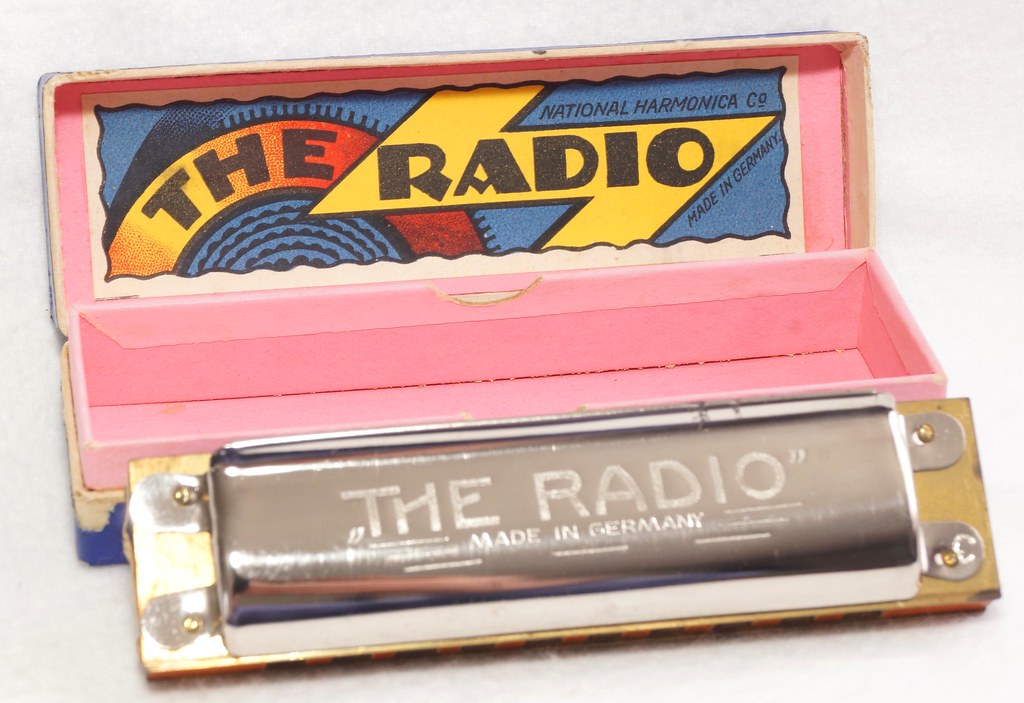 THE RADIO
NATIONAL HARMONICA Co
MADE IN GERMANY.
„THE RADIO”
MADE IN GERMANY